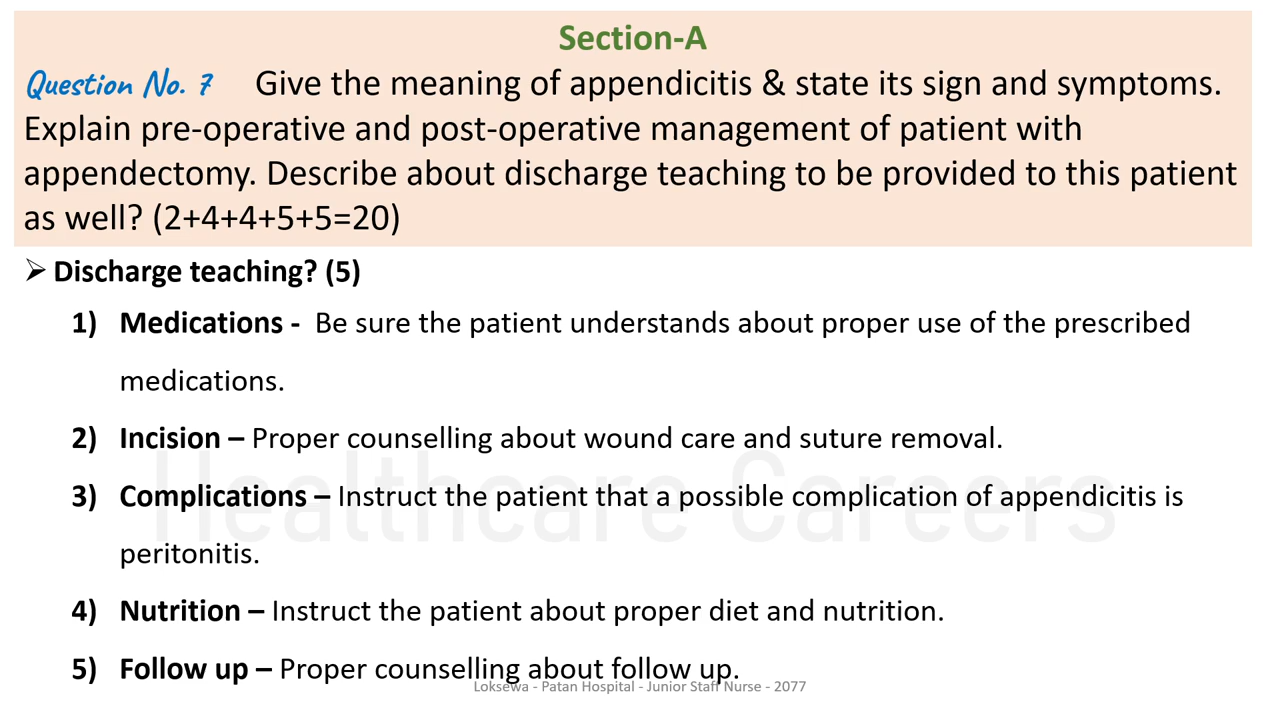 Section-A
Question No. 7 Give the meaning of appendicitis & state its sign and symptoms.
Explain pre-operative and post-operative management of patient with
appendectomy. Describe about discharge teaching to be provided to this patient
as well? (2+4+4+5+5=20)
➢ Discharge teaching? (5)
1) Medications - Be sure the patient understands about proper use of the prescribed
medications.
2) Incision – Proper counselling about wound care and suture removal.
Healthcare Careers
3) Complications – Instruct the patient that a possible complication of appendicitis is
peritonitis.
4) Nutrition – Instruct the patient about proper diet and nutrition.
5) Follow up – Proper counselling about follow up.
Loksewa - Patan Hospital - Junior Staff Nurse - 2077